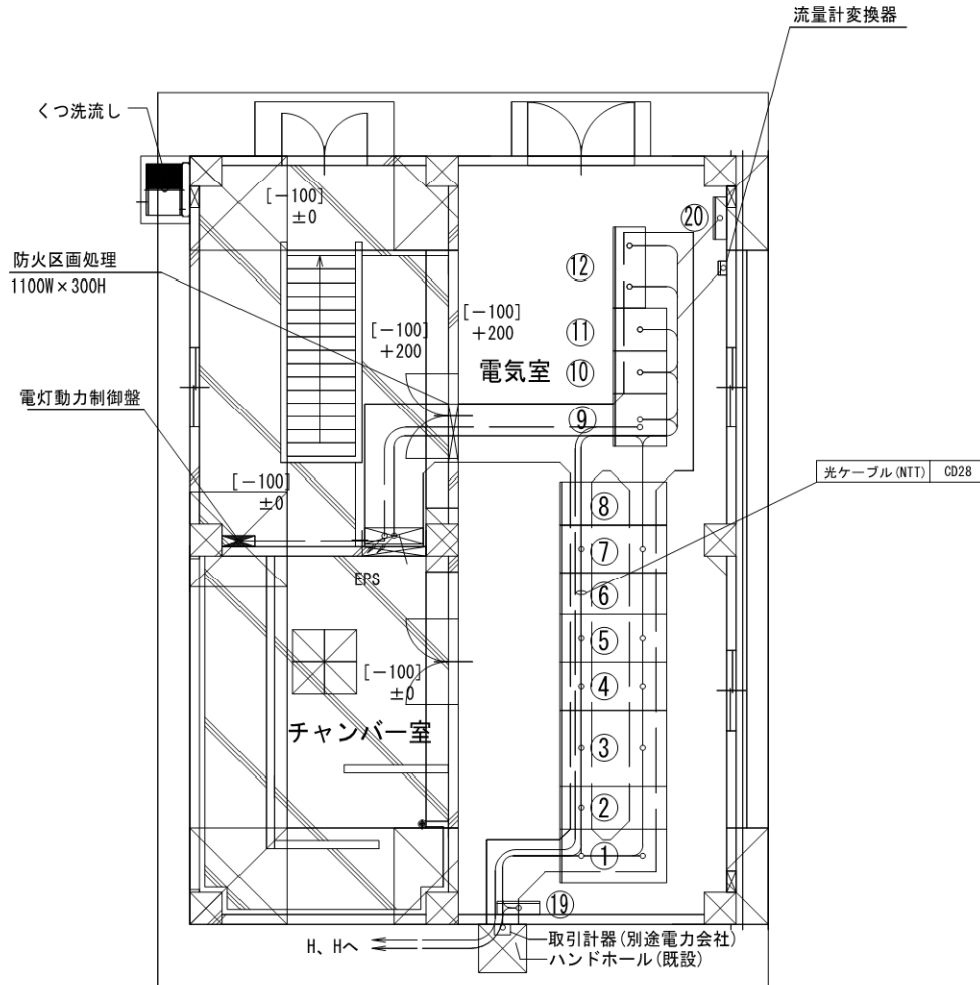 流量計変換器
くつ洗流し
[-100]
±0
⑳
防火区画処理
1100W×300H
⑫
[-100]
+200
[-100]
+200
⑪
電気室
⑩
電灯動力制御盤
⑨
光ケーブル(NTT) CD28
[-100]
±0
⑧
⑦
EPS
⑥
⑤
[-100]
±0
④
チャンバー室
③
②
①
⑲
取引計器(別途電力会社)
H、Hへ
ハンドホール(既設)